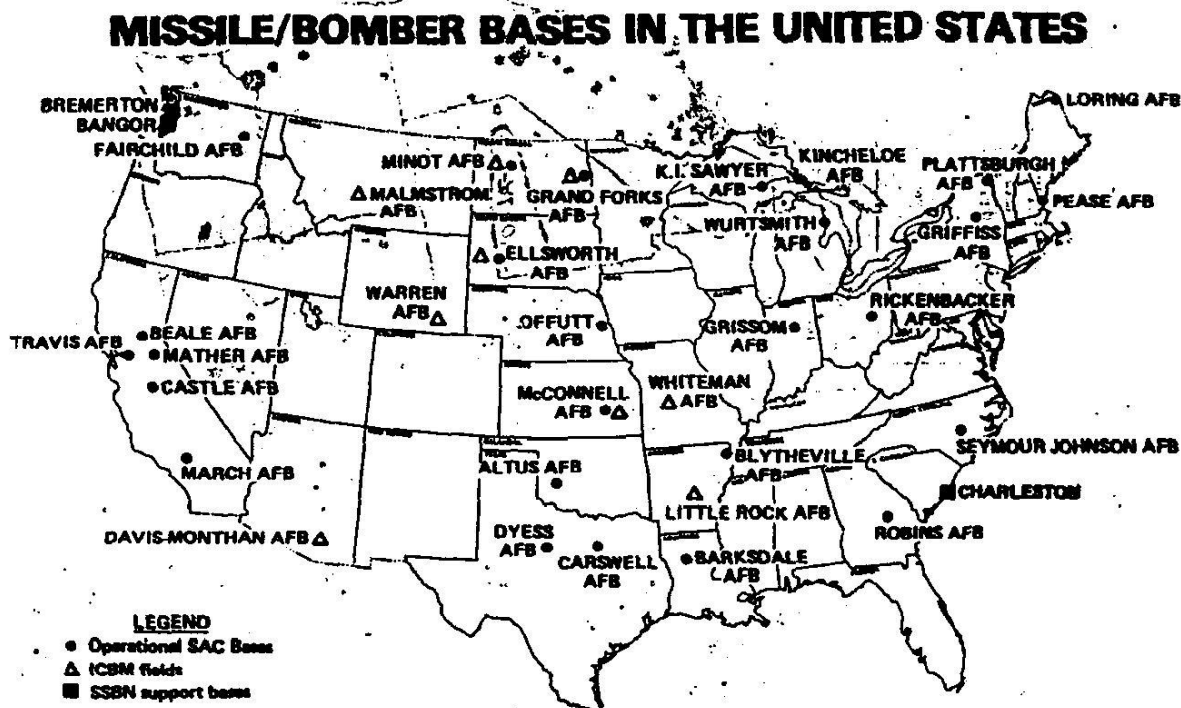 MISSILE/BOMBER BASES IN THE UNITED STATES
BREMERTON
BANGOR
FAIRCHILD AFB
MINOT AFB
MALMSTROM
AFB
GRAND FORKS
AFB
K.I. SAWYER
AFB
KINCHELOE
AFB
PLATTSBURGH
AFB
LORING AFB
PEASE AFB
WURTSMITH
AFB
GRIFFISS
AFB
ELLSWORTH
AFB
WARREN
AFB
OFFUTT
AFB
GRISSOM
AFB
RICKENBACKER
AFB
BEALE AFB
TRAVIS AFB
MATHER AFB
CASTLE AFB
McCONNELL
AFB
WHITEMAN
AFB
SEYMOUR JOHNSON AFB
MARCH AFB
ALTUS AFB
BLYTHEVILLE
AFB
CHARLESTON
LITTLE ROCK AFB
ROBINS AFB
DAVIS-MONTHAN AFB
DYESS
AFB
CARSWELL
AFB
BARKSDALE
AFB
LEGEND
Operational SAC Bases
ICBM fields
SSBN support bases